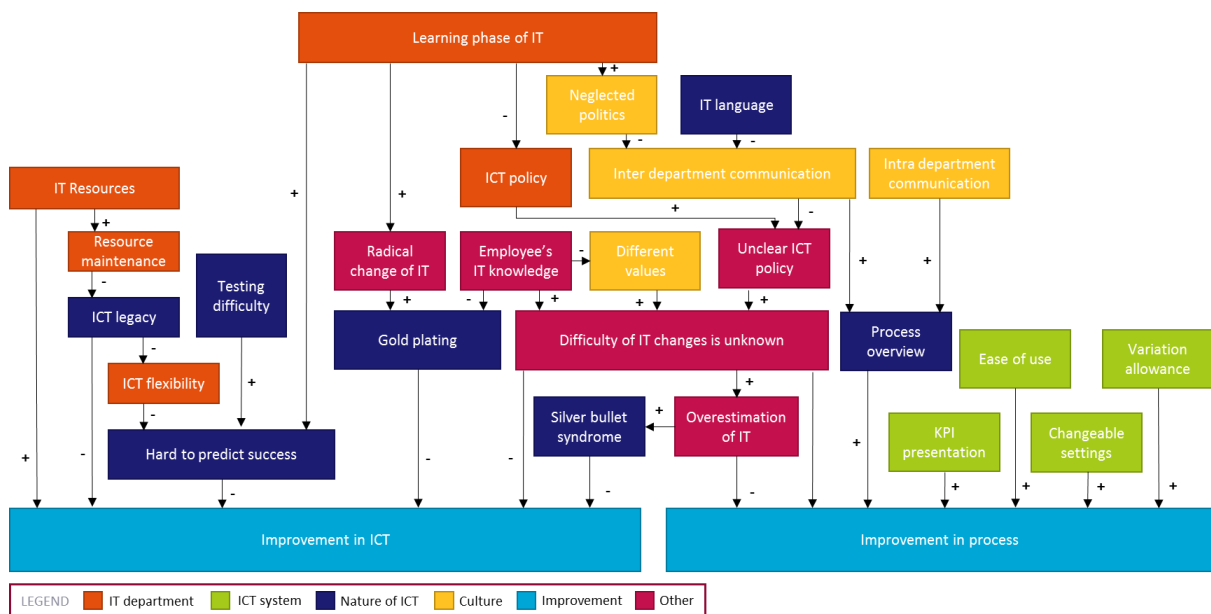 Learning phase of IT
+
Neglected
politics
IT language
-
-
-
ICT policy
Inter department communication
Intra department
communication
IT Resources
+
+
+
-
+
Resource
maintenance
Radical
change of IT
Employee's
IT knowledge
-
Different
values
Unclear ICT
policy
+
+
-
Testing
difficulty
+
-
+
+
+
ICT legacy
Gold plating
Difficulty of IT changes is unknown
Process
overview
Ease of use
Variation
allowance
-
ICT flexibility
+
+
-
Silver bullet
syndrome
+
Overestimation
of IT
KPI
presentation
Changeable
settings
Hard to predict success
+
+
-
-
-
-
-
-
-
+
+
+
+
Improvement in ICT
Improvement in process
LEGEND
IT department
ICT system
Nature of ICT
Culture
Improvement
Other